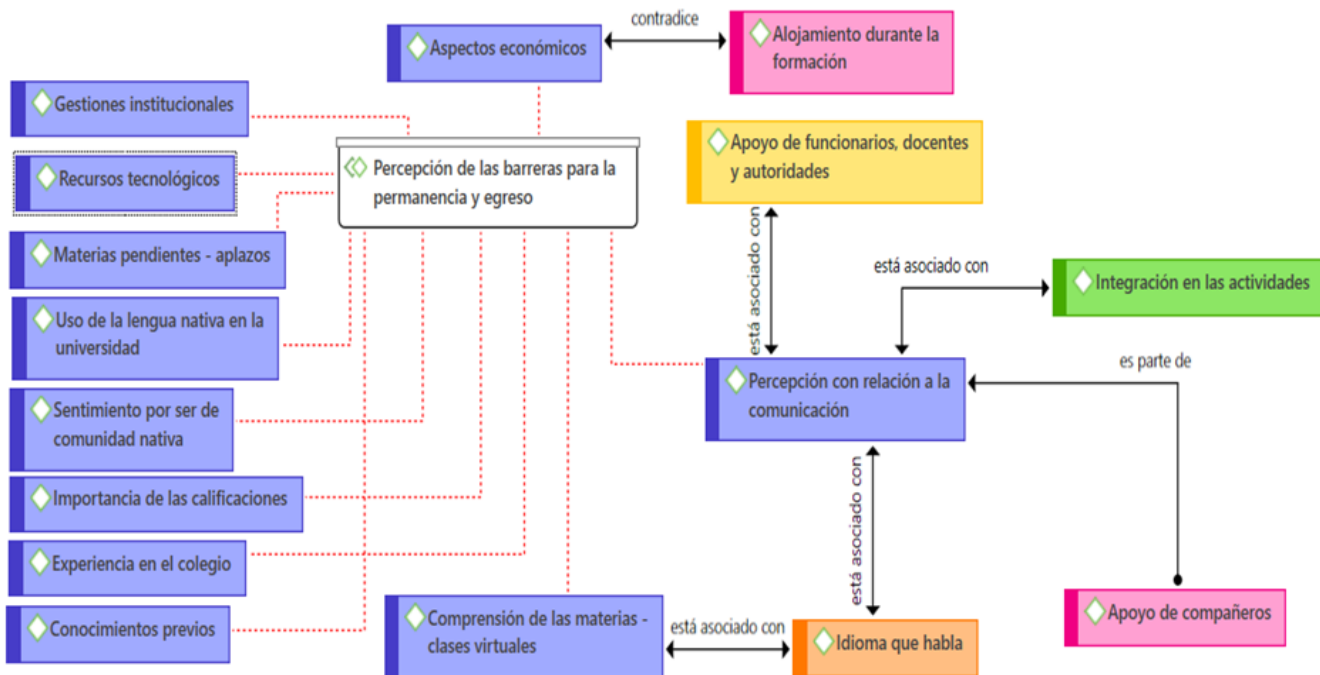 contradice
Aspectos económicos
Alojamiento durante la
formación
Gestiones institucionales
Apoyo de funcionarios, docentes
y autoridades
Recursos tecnológicos
Percepción de las barreras para la
permanencia y egreso
Materias pendientes - aplazos
está asociado con
está asociado con
Integración en las actividades
Uso de la lengua nativa en la
universidad
es parte de
Percepción con relación a la
comunicación
Sentimiento por ser de
comunidad nativa
está asociado con
Importancia de las calificaciones
Experiencia en el colegio
Conocimientos previos
Comprensión de las materias -
clases virtuales
está asociado con
Idioma que habla
Apoyo de compañeros